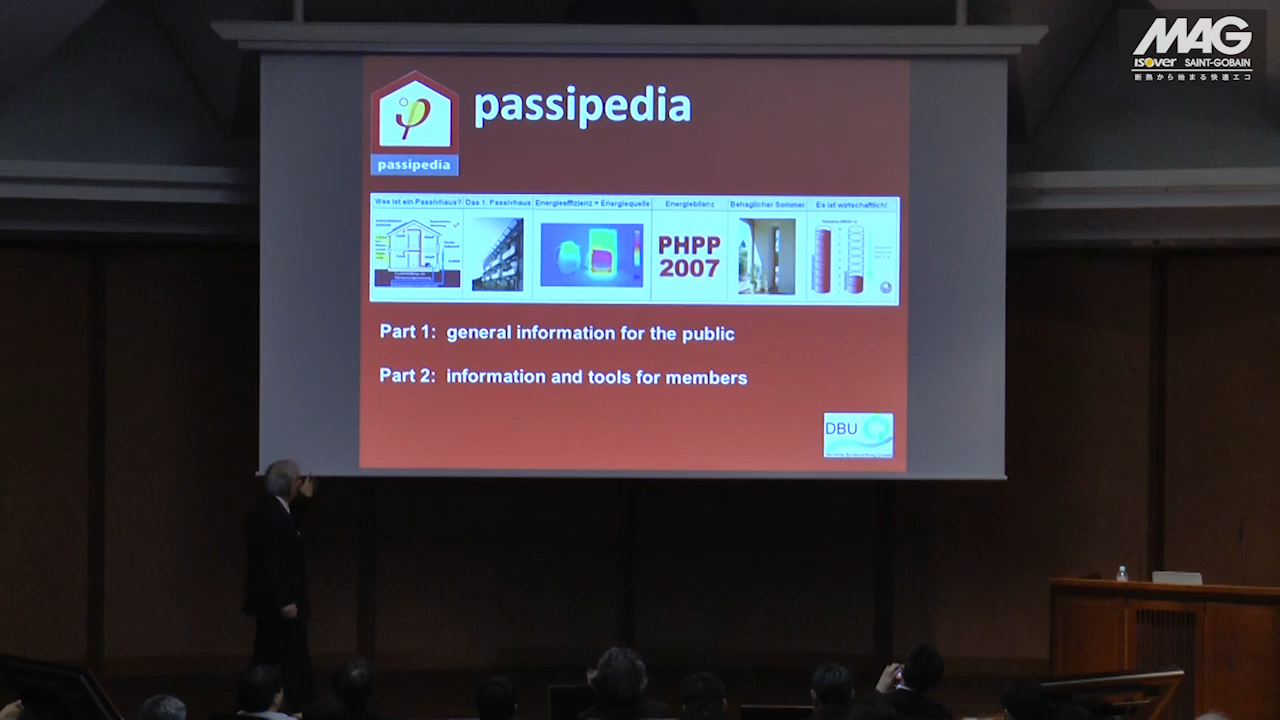 MAG
isover SAINT-GOBAIN
断熱から始まる快適エコ
passipedia
passipedia
Was ist ein Passivhaus? Das 1. Passivhaus Energieeffizienz = Energiequelle Energiebilanz Behaglicher Sommer Es ist wirtschaftlich!
PHPP
2007
Part 1: general information for the public
Part 2: information and tools for members
DBU